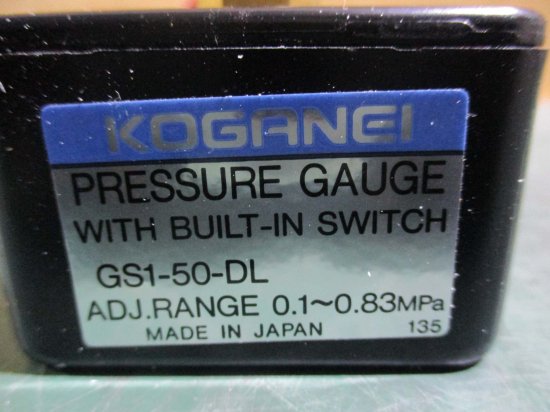 KOGANEI
PRESSURE GAUGE
WITH BUILT-IN SWITCH
GS1-50-DL
ADJ.RANGE 0.1~0.83MPa
MADE IN JAPAN 135